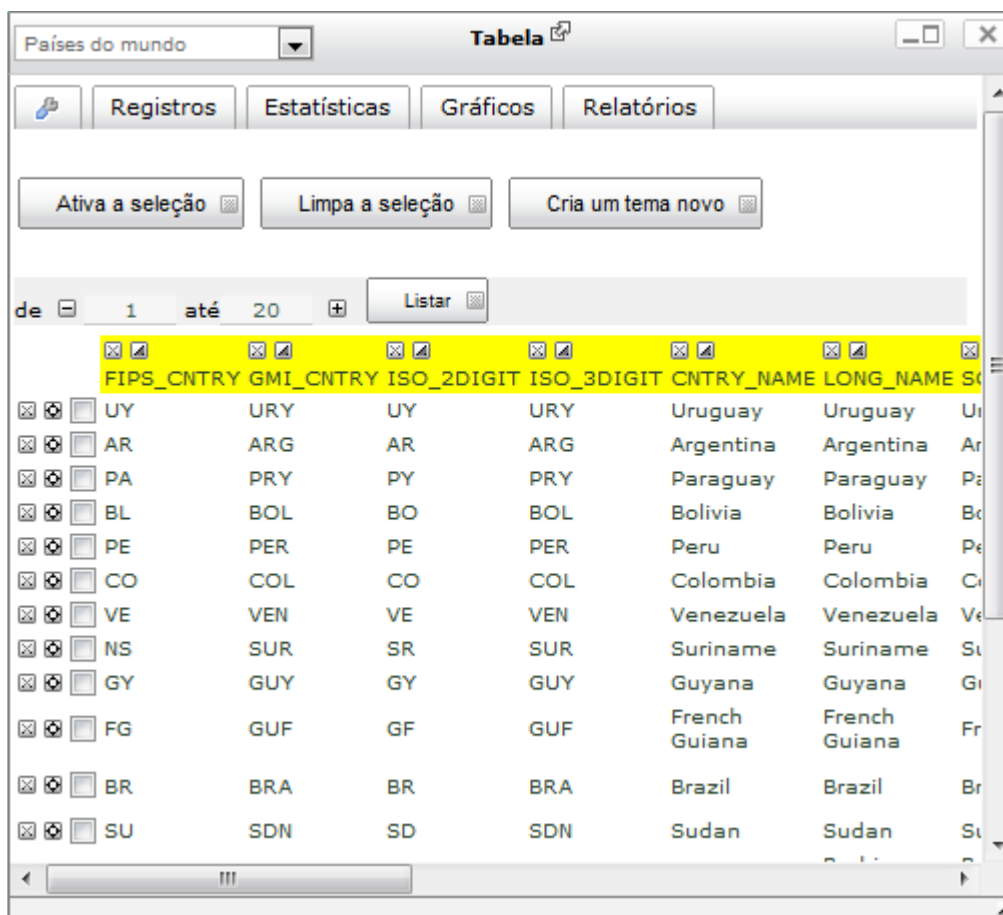 Países do mundo
Tabela
Registros Estatísticas Gráficos Relatórios
Ativa a seleção Limpa a seleção Cria um tema novo
de 1 até 20 Listar
FIPS_CNTRY GMI_CNTRY ISO_2DIGIT ISO_3DIGIT CNTRY_NAME LONG_NAME
UY URY UY URY Uruguay Uruguay
AR ARG AR ARG Argentina Argentina
PA PRY PY PRY Paraguay Paraguay
BL BOL BO BOL Bolivia Bolivia
PE PER PE PER Peru Peru
CO COL CO COL Colombia Colombia
VE VEN VE VEN Venezuela Venezuela
NS SUR SR SUR Suriname Suriname
GY GUY GY GUY Guyana Guyana
FG GUF GF GUF French Guiana French Guiana
BR BRA BR BRA Brazil Brazil
SU SDN SD SDN Sudan Sudan